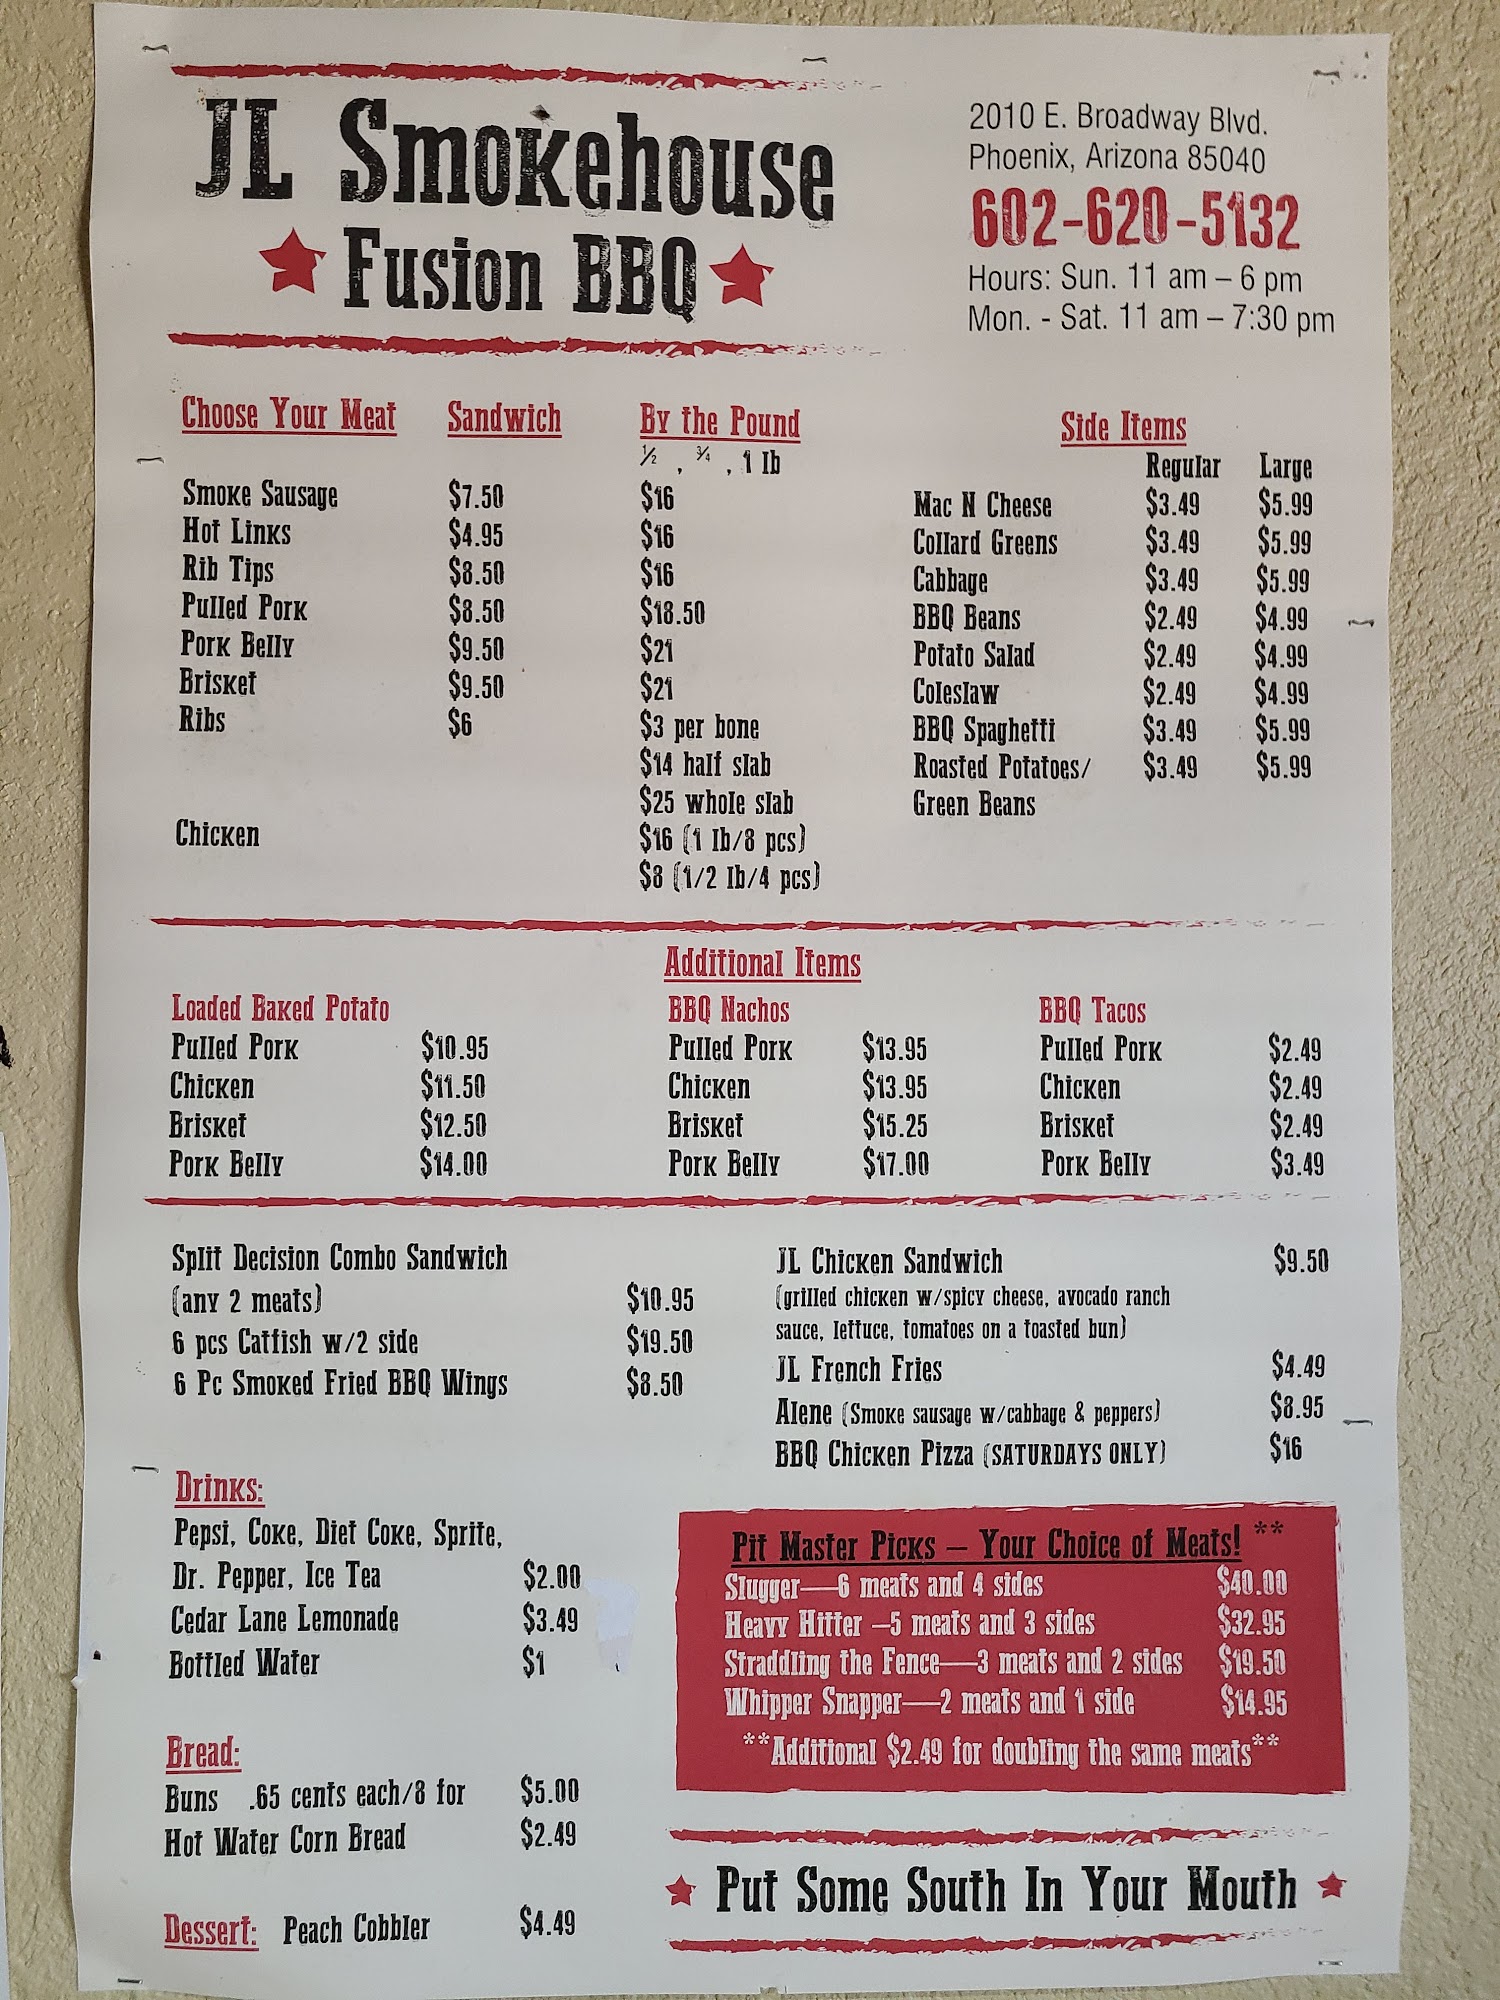 JL Smokehouse
Fusion BBQ
2010 E. Broadway Blvd.
Phoenix, Arizona 85040
602-620-5132
Hours: Sun. 11 am – 6 pm
Mon. - Sat. 11 am – 7:30 pm
Choose Your Meat Sandwich By the Pound
½ , ¾ , 1 lb
Smoke Sausage $7.50 $16
Hot Links $4.95 $16
Rib Tips $8.50 $16
Pulled Pork $8.50 $18.50
Pork Belly $9.50 $21
Brisket $9.50 $21
Ribs $6 $3 per bone
$14 half slab
$25 whole slab
Chicken $16 (1 lb/8 pcs)
$8 (1/2 lb/4 pcs)
Side Items
Regular Large
Mac N Cheese $3.49 $5.99
Collard Greens $3.49 $5.99
Cabbage $3.49 $5.99
BBQ Beans $2.49 $4.99
Potato Salad $2.49 $4.99
Coleslaw $2.49 $4.99
BBQ Spaghetti $3.49 $5.99
Roasted Potatoes/ $3.49 $5.99
Green Beans
Additional Items
Loaded Baked Potato
Pulled Pork $10.95
Chicken $11.50
Brisket $12.50
Pork Belly $14.00
BBQ Nachos
Pulled Pork $13.95
Chicken $13.95
Brisket $15.25
Pork Belly $17.00
BBQ Tacos
Pulled Pork $2.49
Chicken $2.49
Brisket $2.49
Pork Belly $3.49
Split Decision Combo Sandwich
(any 2 meats) $10.95
6 pcs Catfish w/2 side $19.50
6 Pc Smoked Fried BBQ Wings $8.50
JL Chicken Sandwich $9.50
(grilled chicken w/spicy cheese, avocado ranch
sauce, lettuce, tomatoes on a toasted bun)
JL French Fries $4.49
Alene (Smoke sausage w/cabbage & peppers) $8.95
BBQ Chicken Pizza (SATURDAYS ONLY) $16
Drinks:
Pepsi, Coke, Diet Coke, Sprite,
Dr. Pepper, Ice Tea $2.00
Cedar Lane Lemonade $3.49
Bottled Water $1
Bread:
Buns .65 cents each/8 for $5.00
Hot Water Corn Bread $2.49
Dessert: Peach Cobbler $4.49
Pit Master Picks – Your Choice of Meats! **
Slugger—6 meats and 4 sides $40.00
Heavy Hitter –5 meats and 3 sides $32.95
Straddling the Fence—3 meats and 2 sides $19.50
Whipper Snapper—2 meats and 1 side $14.95
**Additional $2.49 for doubling the same meats**
Put Some South In Your Mouth